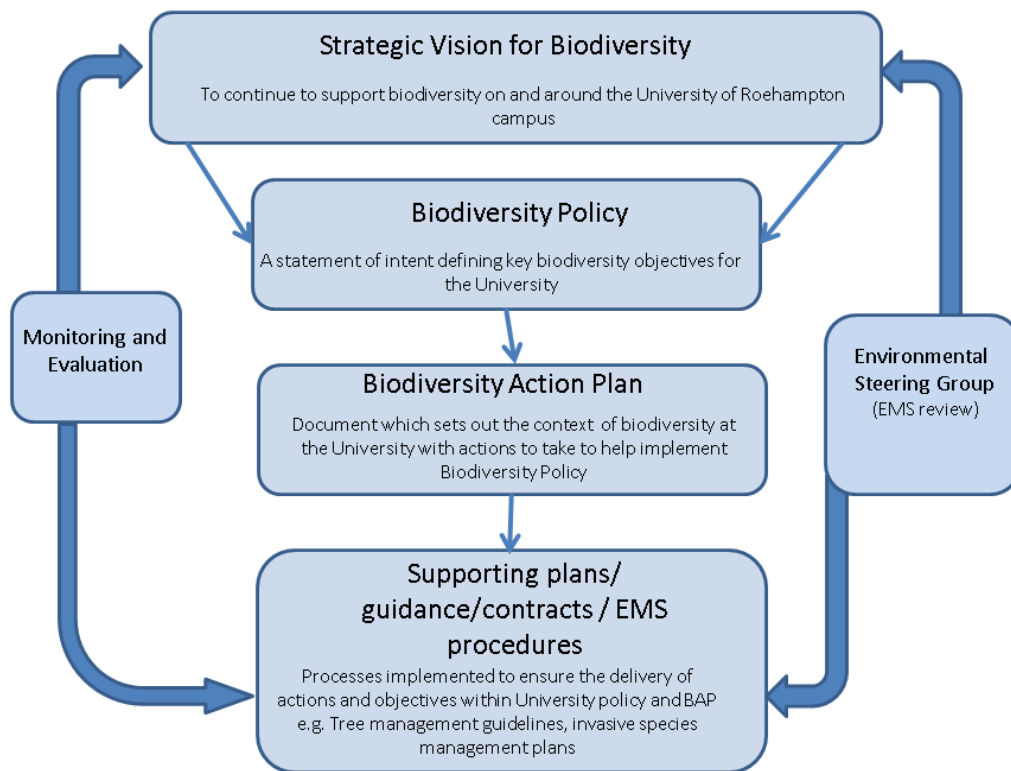 Strategic Vision for Biodiversity
To continue to support biodiversity on and around the University of Roehampton
campus
Biodiversity Policy
A statement of intent defining key biodiversity objectives for
the University
Monitoring and
Evaluation
Environmental
Steering Group
(EMS review)
Biodiversity Action Plan
Document which sets out the context of biodiversity at
the University with actions to take to help implement
Biodiversity Policy
Supporting plans/
guidance/contracts / EMS
procedures
Processes implemented to ensure the delivery of
actions and objectives within University policy and BAP
e.g. Tree management guidelines, invasive species
management plans